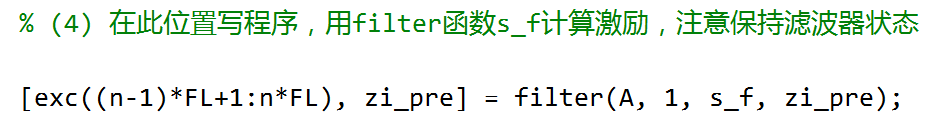 % (4) 在此位置写程序，用filter函数s_f计算激励，注意保持滤波器状态
[exc((n-1)*FL+1:n*FL), zi_pre] = filter(A, 1, s_f, zi_pre);